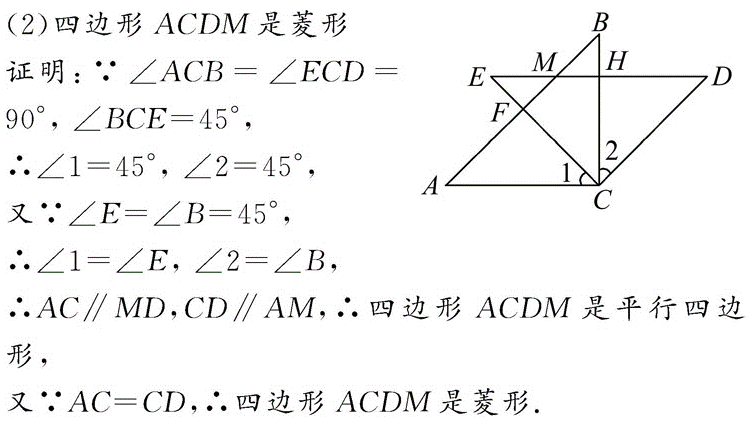 (2)四边形 ACDM 是菱形
证明:∵ ∠ACB = ∠ECD =
90°, ∠BCE=45°,
∴∠1=45°, ∠2=45°,
又∵∠E=∠B=45°,
∴∠1=∠E, ∠2=∠B,
∴AC∥MD,CD∥AM,∴四边形 ACDM 是平行四边
形,
又∵AC=CD,∴四边形 ACDM 是菱形.
B
E M H D
F
2
A 1
C